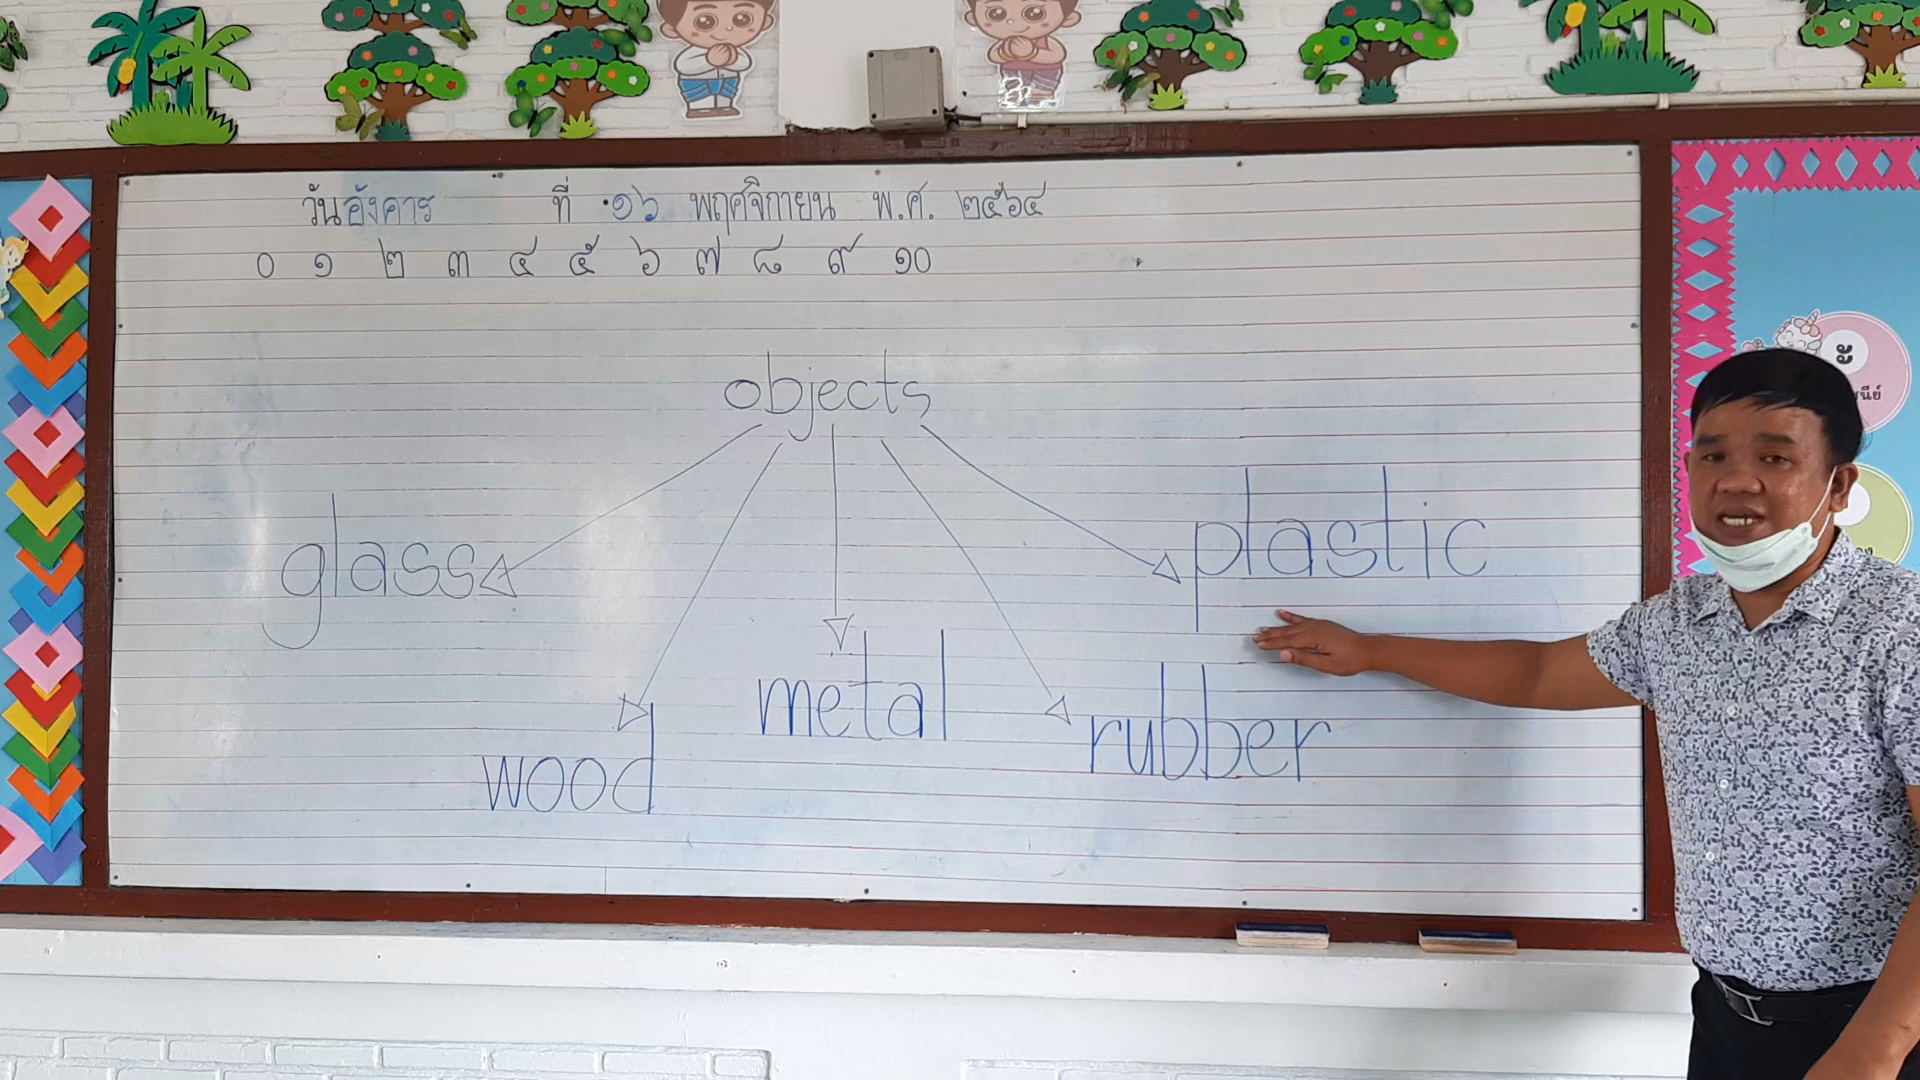 วันอังคาร ที่ ๑๖ พฤศจิกายน พ.ศ. ๒๕๖๔
๐ ๑ ๒ ๓ ๔ ๕ ๖ ๗ ๘ ๙ ๑๐
objects
glass
plastic
metal
rubber
wood